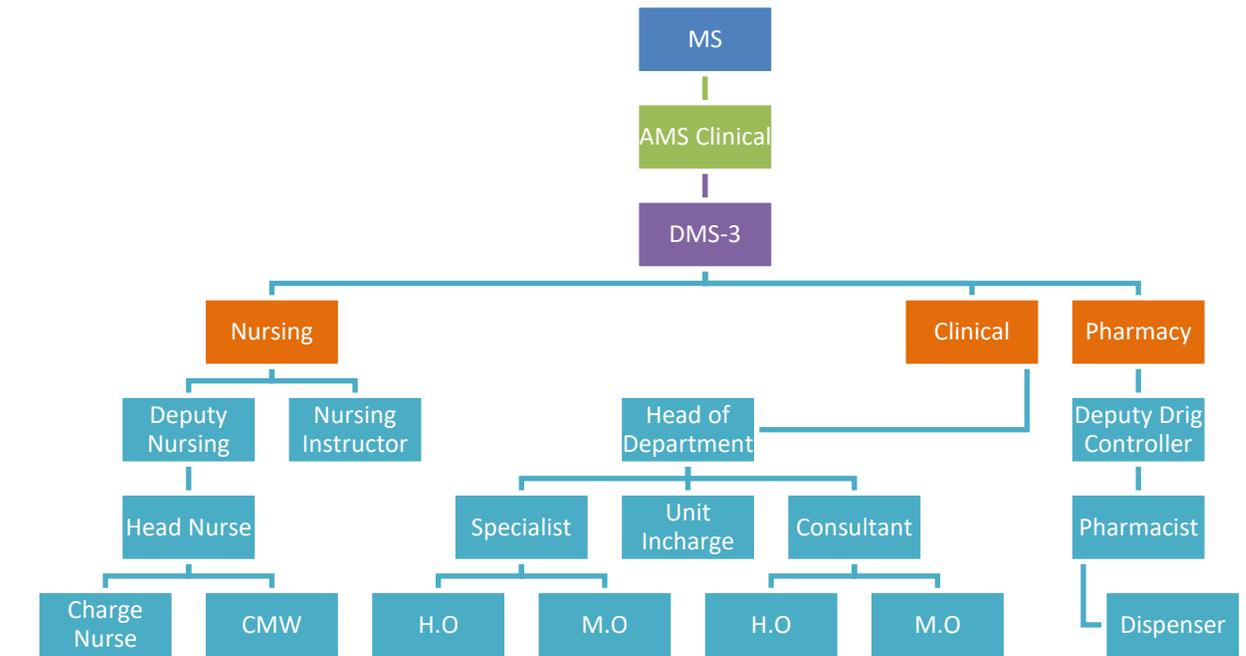 MS
AMS Clinical
DMS-3
Nursing
Clinical
Pharmacy
Deputy
Nursing
Nursing
Instructor
Head of
Department
Deputy Drig
Controller
Head Nurse
Specialist
Unit
Incharge
Consultant
Pharmacist
Charge
Nurse
CMW
H.O
M.O
H.O
M.O
Dispenser